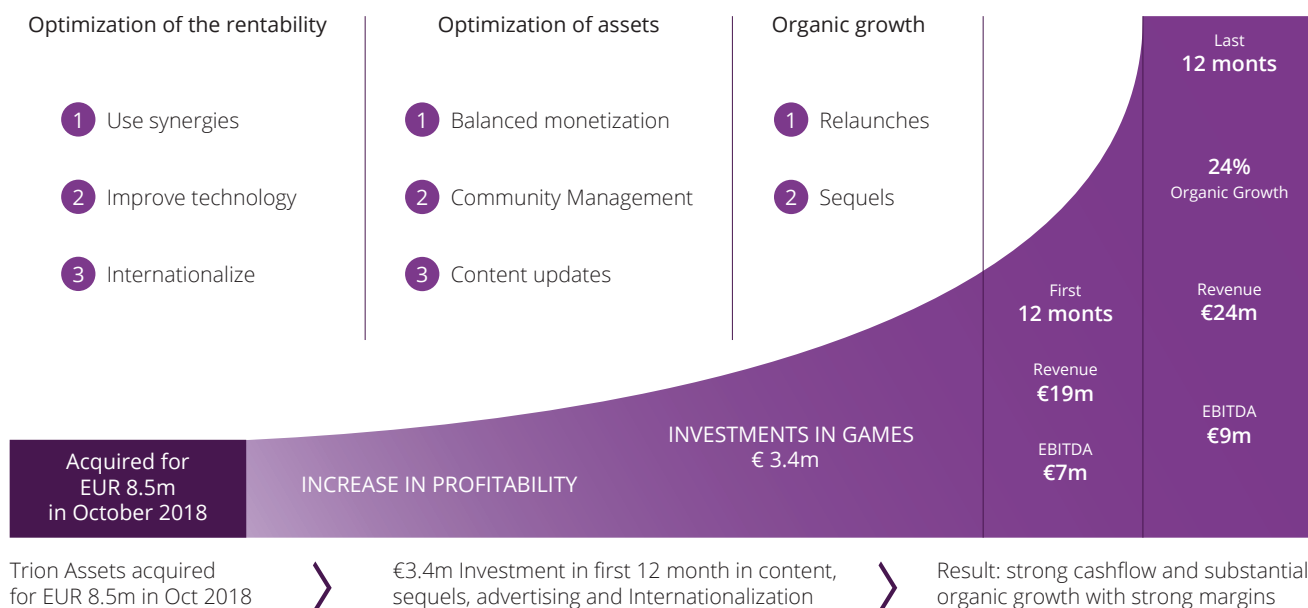 Optimization of the rentability
1 Use synergies
2 Improve technology
3 Internationalize
Optimization of assets
1 Balanced monetization
2 Community Management
3 Content updates
Organic growth
1 Relaunches
2 Sequels
Acquired for
EUR 8.5m
in October 2018
INCREASE IN PROFITABILITY
INVESTMENTS IN GAMES
€ 3.4m
First
12 monts
Revenue
€19m
EBITDA
€7m
Last
12 monts
24%
Organic Growth
Revenue
€24m
EBITDA
€9m
Trion Assets acquired
for EUR 8.5m in Oct 2018
€3.4m Investment in first 12 month in content,
sequels, advertising and Internationalization
Result: strong cashflow and substantial
organic growth with strong margins